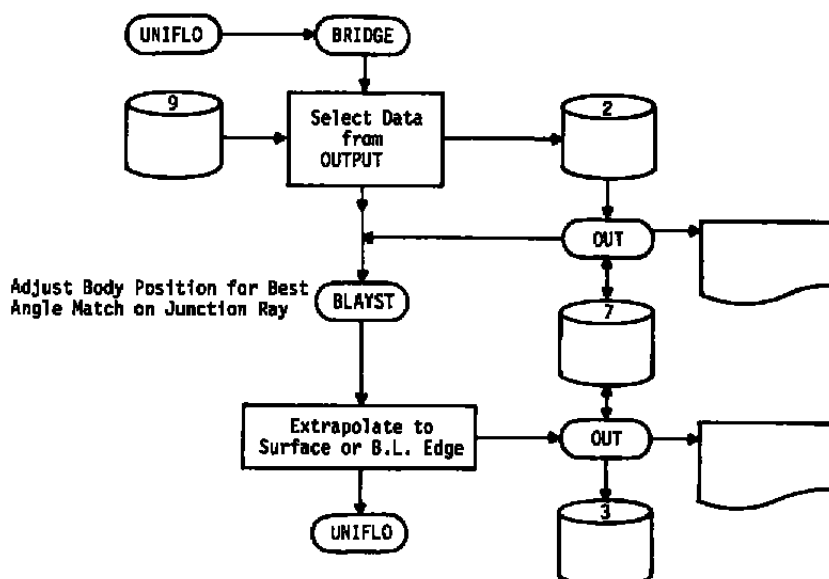 UNIFLO
BRIDGE
9
Select Data
from
OUTPUT
2
OUT
Adjust Body Position for Best
Angle Match on Junction Ray
BLAYST
7
Extrapolate to
Surface or B.L. Edge
OUT
UNIFLO
3